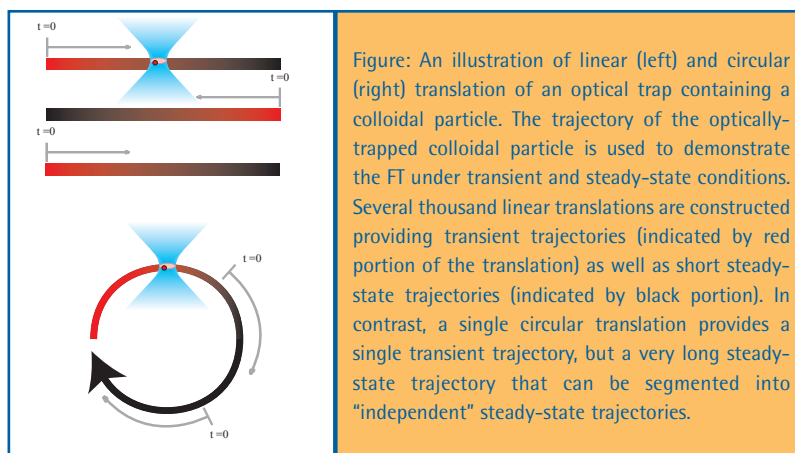 t =0
t =0
t =0
t =0
t =0
Figure: An illustration of linear (left) and circular
(right) translation of an optical trap containing a
colloidal particle. The trajectory of the optically-
trapped colloidal particle is used to demonstrate
the FT under transient and steady-state conditions.
Several thousand linear translations are constructed
providing transient trajectories (indicated by red
portion of the translation) as well as short steady-
state trajectories (indicated by black portion). In
contrast, a single circular translation provides a
single transient trajectory, but a very long steady-
state trajectory that can be segmented into
“independent” steady-state trajectories.